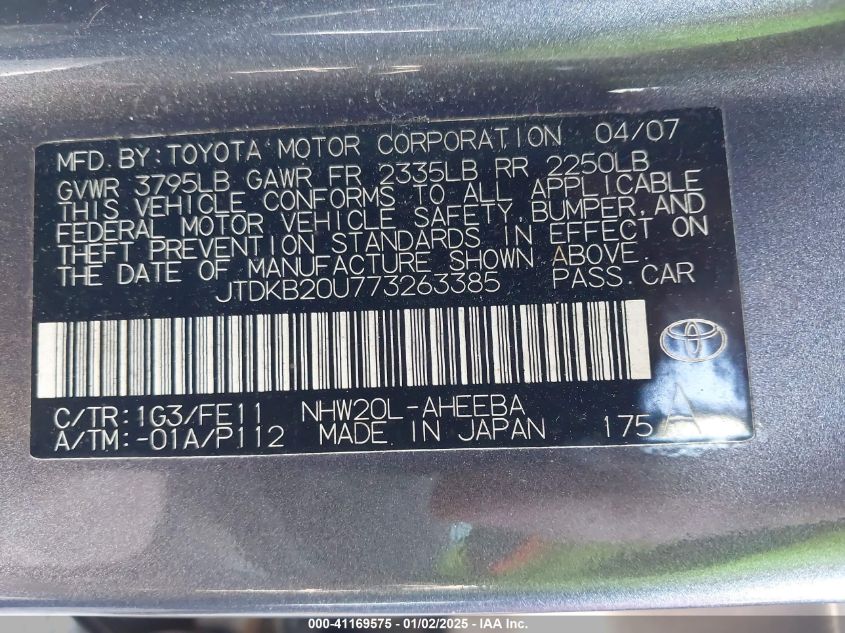 MFD. BY: TOYOTA MOTOR CORPORATION 04/07
GVWR 3795LB GAWR FR 2335LB RR 2250LB
THIS VEHICLE CONFORMS TO ALL APPLICABLE
FEDERAL MOTOR VEHICLE SAFETY, BUMPER, AND
THEFT PREVENTION STANDARDS IN EFFECT ON
THE DATE OF MANUFACTURE SHOWN ABOVE.
JTDKB20U773263385 PASS. CAR
C/TR: 1G3/FE11 NHW20L-AHEEBA
A/TM: -01A/P112 MADE IN JAPAN 175 A
000-41169575 - 01/02/2025 - © IAA Inc.